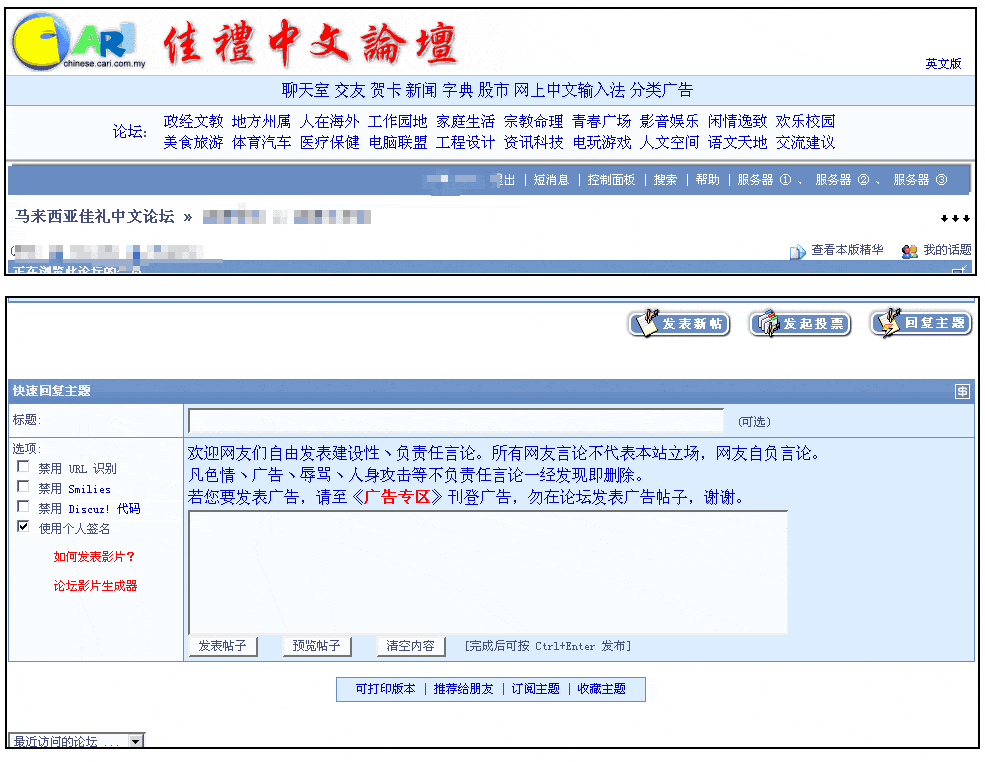 CARI
chinese.cari.com.my
佳禮中文論壇
英文版
聊天室 交友 贺卡 新闻 字典 股市 网上中文输入法 分类广告
论坛:
政经文教 地方州属 人在海外 工作园地 家庭生活 宗教命理 青春广场 影音娱乐 闲情逸致 欢乐校园
美食旅游 体育汽车 医疗保健 电脑联盟 工程设计 资讯科技 电玩游戏 人文空间 语文天地 交流建议
出 | 短消息 | 控制面板 | 搜索 | 帮助 | 服务器 ① 、 服务器 ② 、 服务器 ③
马来西亚佳礼中文论坛 »
查看本版精华 我的话题
正在浏览此论坛的
发表新帖 发起投票 回复主题
快速回复主题
标题: (可选)
选项:
禁用 URL 识别
禁用 Smilies
禁用 Discuz! 代码
使用个人签名
如何发表影片?
论坛影片生成器
欢迎网友们自由发表建设性、负责任言论。所有网友言论不代表本站立场，网友自负言论。
凡色情、广告、辱骂、人身攻击等不负责任言论一经发现即删除。
若您要发表广告，请至《广告专区》刊登广告，勿在论坛发表广告帖子，谢谢。
发表帖子 预览帖子 清空内容 [完成后可按 Ctrl+Enter 发布]
可打印版本 | 推荐给朋友 | 订阅主题 | 收藏主题
最近访问的论坛 ...